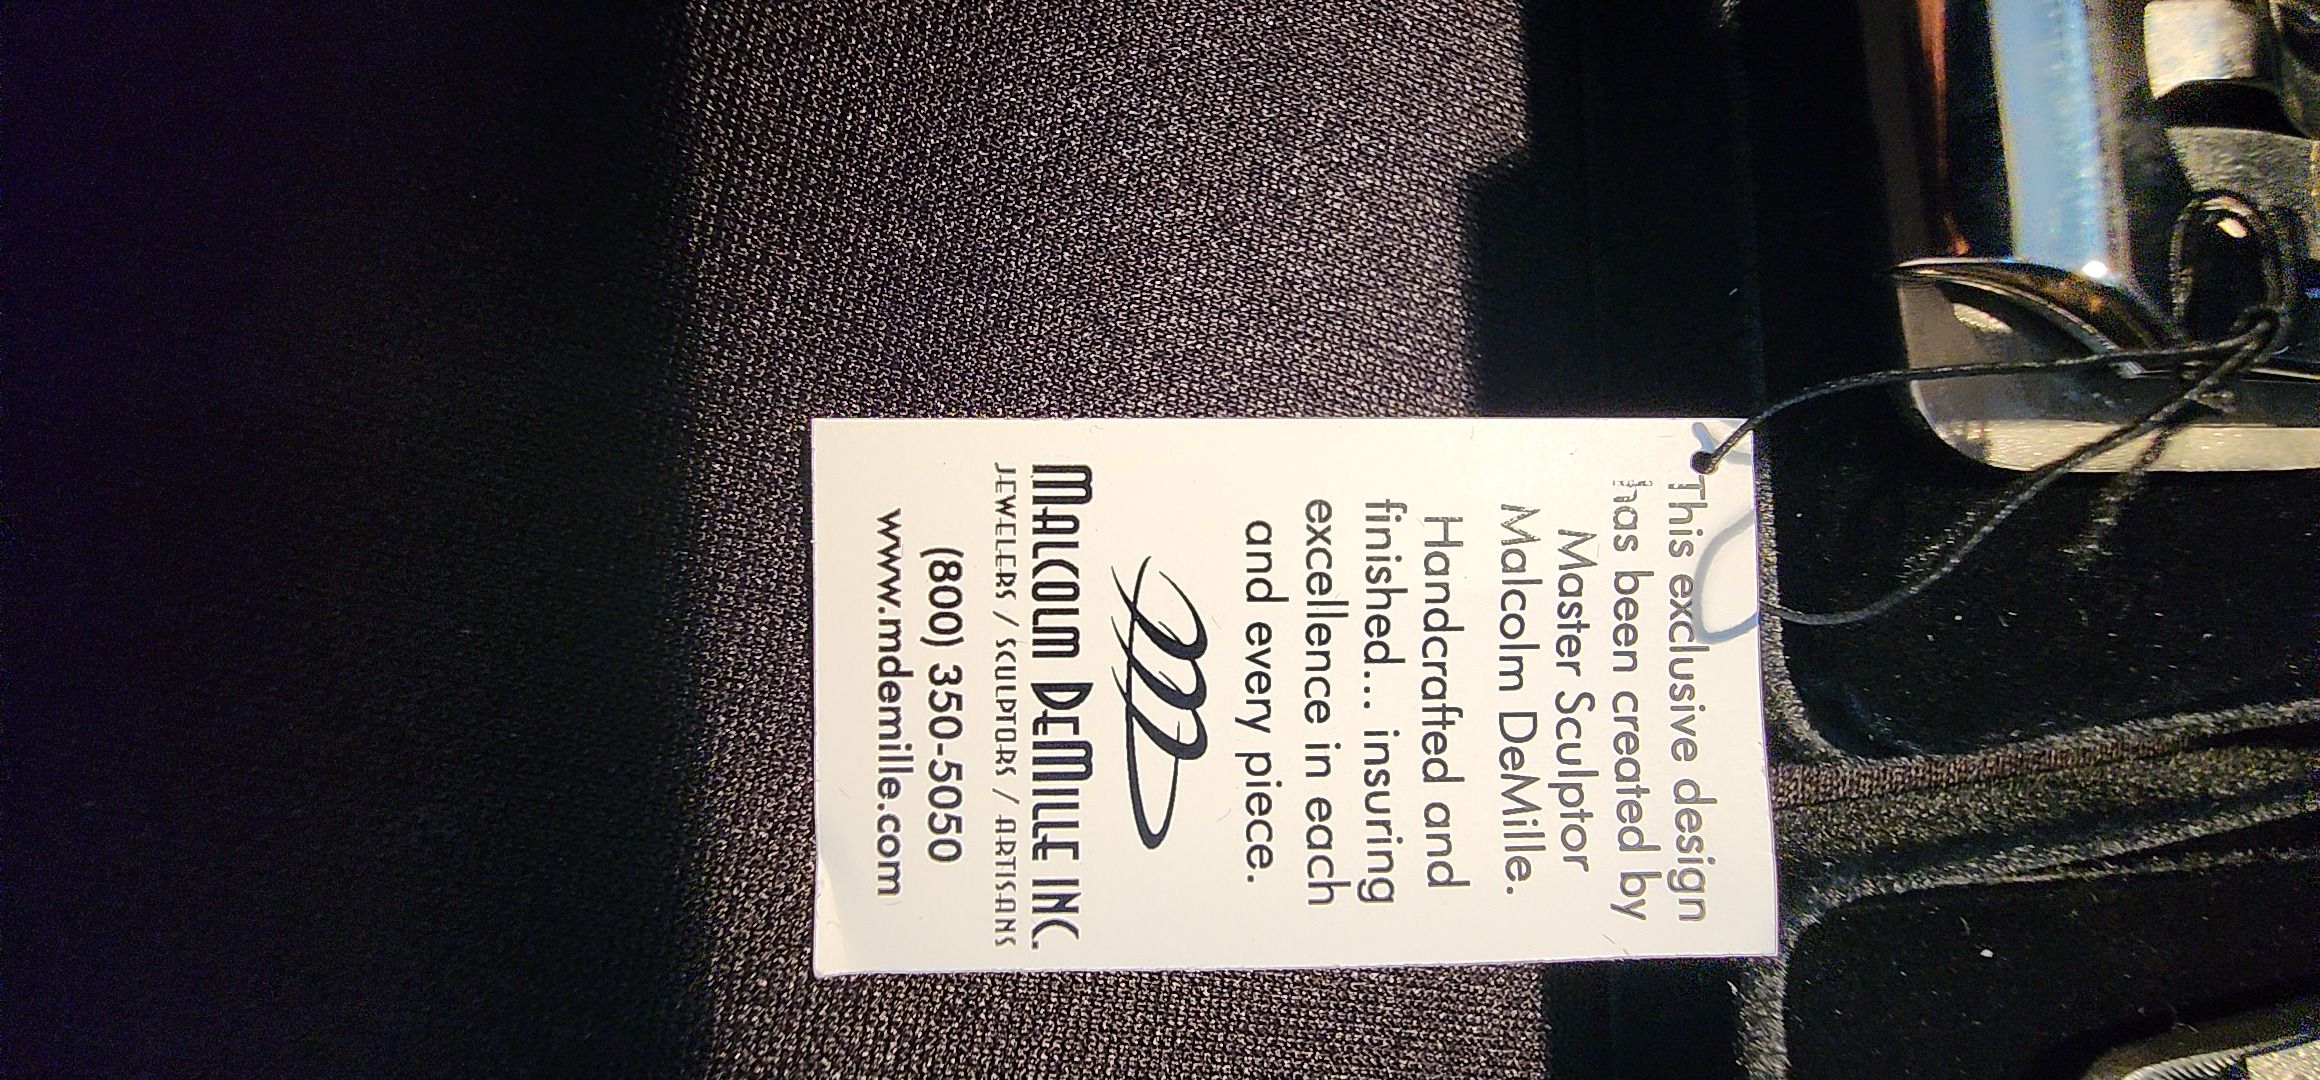 This exclusive design
has been created by
Master Sculptor
Malcolm DeMille.
Handcrafted and
finished... insuring
excellence in each
and every piece.
MALCOLM DEMILLE INC.
JEWELERS / SCULPTORS / ARTISANS
(800) 350-5050
www.mdemille.com